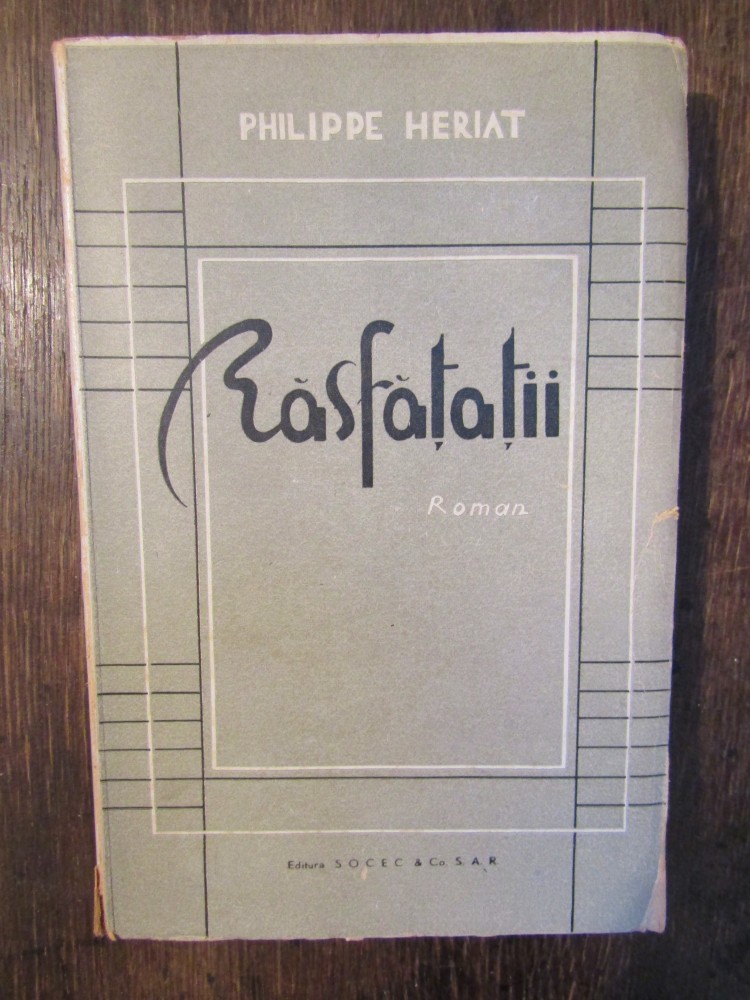 PHILIPPE HERIAT
Răsfățații
Roman
Editura SOCEC & Co. S.A.R.